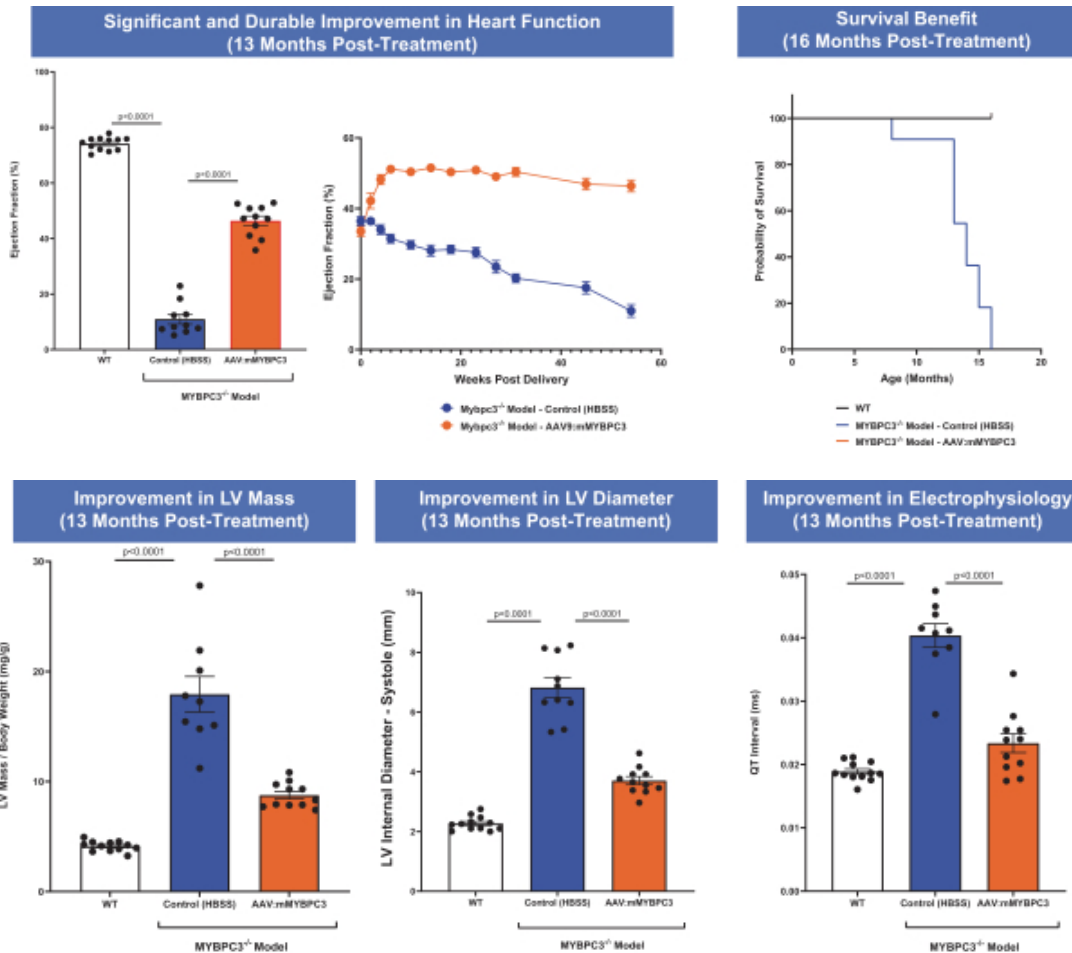 Significant and Durable Improvement in Heart Function
(13 Months Post-Treatment)
Survival Benefit
(16 Months Post-Treatment)
Ejection Fraction (%)
100
80
60
40
20
0
p<0.0001
p<0.0001
WT
Control (HBSS)
AAV:mMYBPC3
MYBPC3-/- Model
Ejection Fraction (%)
60
40
20
0
0
20
40
60
Weeks Post Delivery
Mybpc3-/- Model - Control (HBSS)
Mybpc3-/- Model - AAV9:mMYBPC3
Probability of Survival
100
80
60
40
20
0
0
5
10
15
20
Age (Months)
WT
MYBPC3-/- Model - Control (HBSS)
MYBPC3-/- Model - AAV:mMYBPC3
Improvement in LV Mass
(13 Months Post-Treatment)
Improvement in LV Diameter
(13 Months Post-Treatment)
Improvement in Electrophysiology
(13 Months Post-Treatment)
LV Mass / Body Weight (mg/g)
30
20
10
0
p<0.0001
p<0.0001
WT
Control (HBSS)
AAV:mMYBPC3
MYBPC3-/- Model
LV Internal Diameter - Systole (mm)
8
6
4
2
0
p<0.0001
p<0.0001
WT
Control (HBSS)
AAV:mMYBPC3
MYBPC3-/- Model
QT Interval (ms)
0.05
0.04
0.03
0.02
0.01
0.00
p<0.0001
p<0.0001
WT
Control (HBSS)
AAV:mMYBPC3
MYBPC3-/- Model